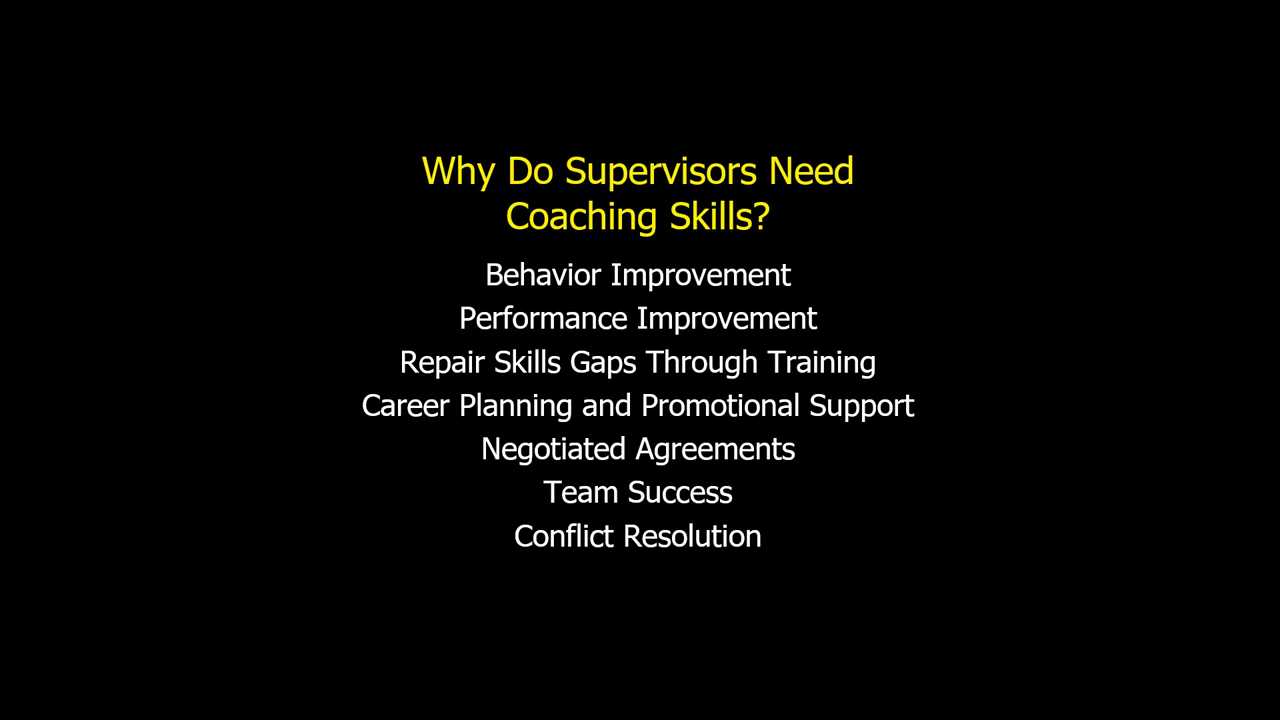 Why Do Supervisors Need
Coaching Skills?
Behavior Improvement
Performance Improvement
Repair Skills Gaps Through Training
Career Planning and Promotional Support
Negotiated Agreements
Team Success
Conflict Resolution